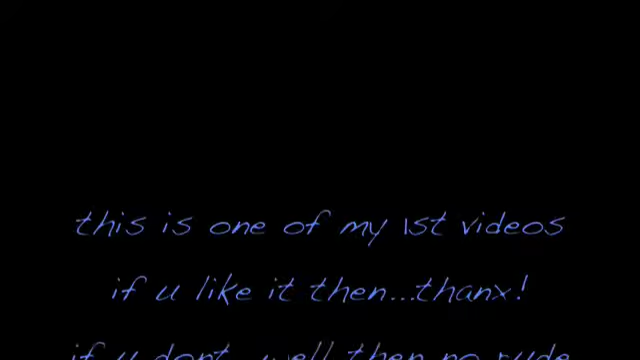 this is one of my 1st videos
if u like it then...thanx!
if u dont, well then no rude